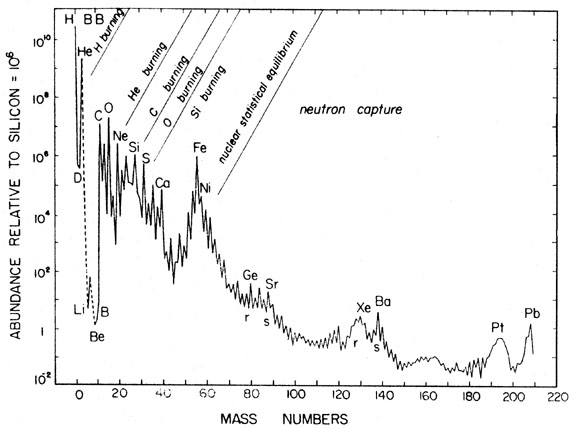 H B B
He
H burning
He burning
C burning
O burning
Si burning
nuclear statistical equilibrium
neutron capture
ABUNDANCE RELATIVE TO SILICON = 10⁶
10¹⁰
10⁸
10⁶
10⁴
10²
1
10⁻²
D
Li
Be
B
C
O
Ne
Si
S
Ca
Fe
Ni
Ge
Sr
r
s
Xe
Ba
r
s
Pt
Pb
0 20 40 60 80 100 120 140 160 180 200 210
MASS NUMBERS